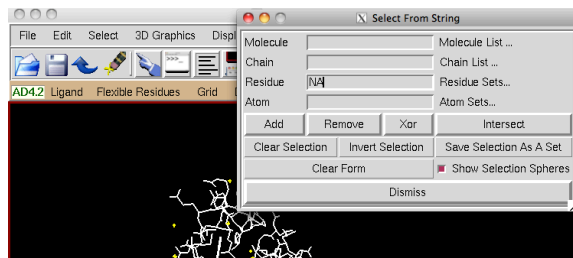 Select From String
File Edit Select 3D Graphics Displ
AD4.2 Ligand Flexible Residues Grid
Molecule Molecule List ...
Chain Chain List ...
Residue NA Residue Sets...
Atom Atom Sets...
Add Remove Xor Intersect
Clear Selection Invert Selection Save Selection As A Set
Clear Form Show Selection Spheres
Dismiss